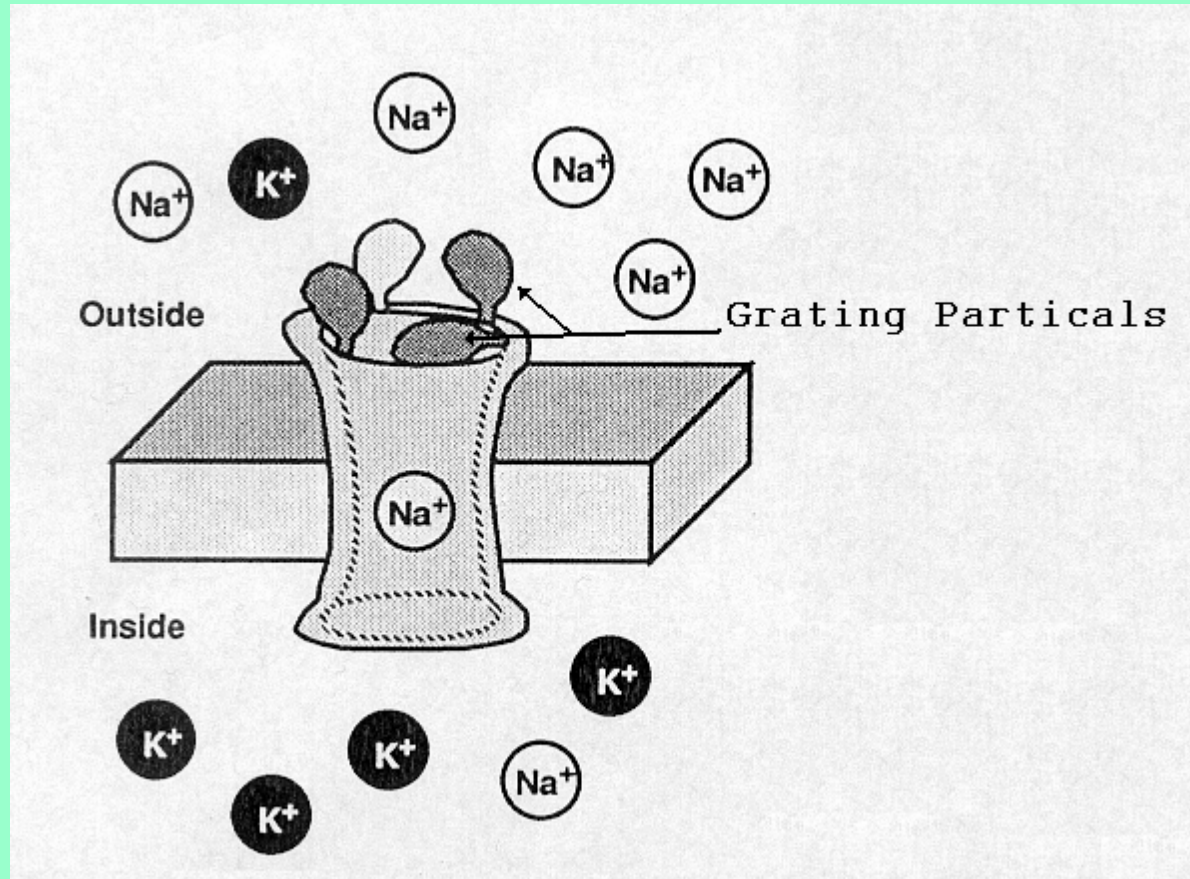 Na+
Na+
K+
Na+
Na+
Na+
Outside
Grating Particals
Na+
Inside
K+
K+
K+
Na+
K+